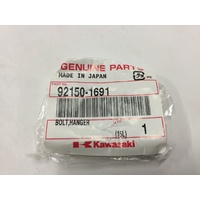 GENUINE PARTS
MADE IN JAPAN
92150-1691
BOLT,HANGER
1
Kawasaki